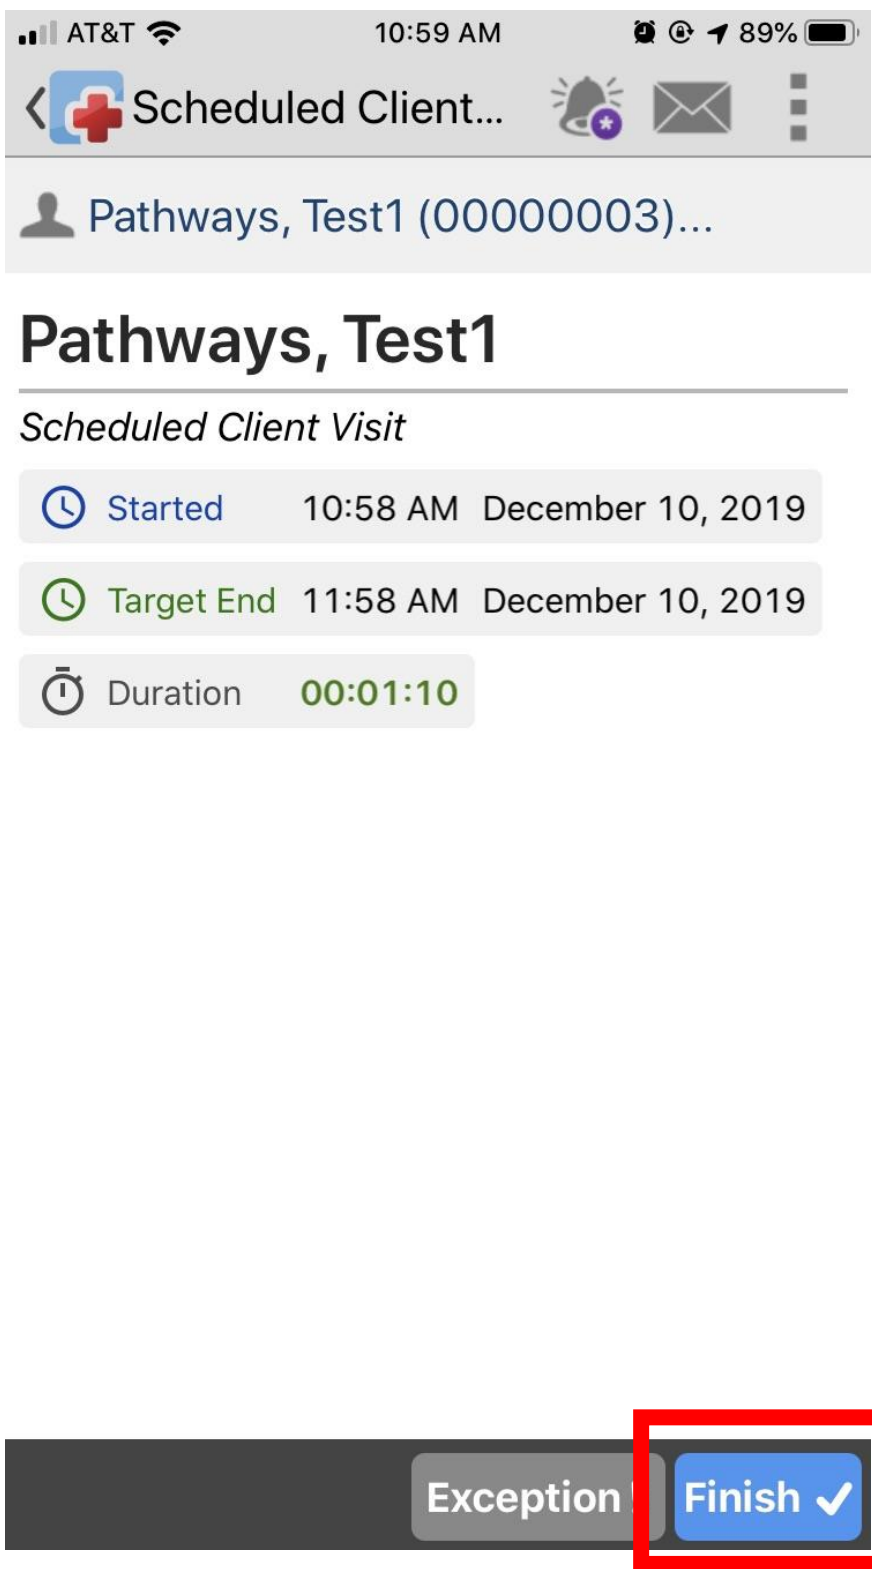 AT&T 10:59 AM 89%
Scheduled Client...
Pathways, Test1 (00000003)...
Pathways, Test1
Scheduled Client Visit
Started 10:58 AM December 10, 2019
Target End 11:58 AM December 10, 2019
Duration 00:01:10
Exception ! Finish ✓